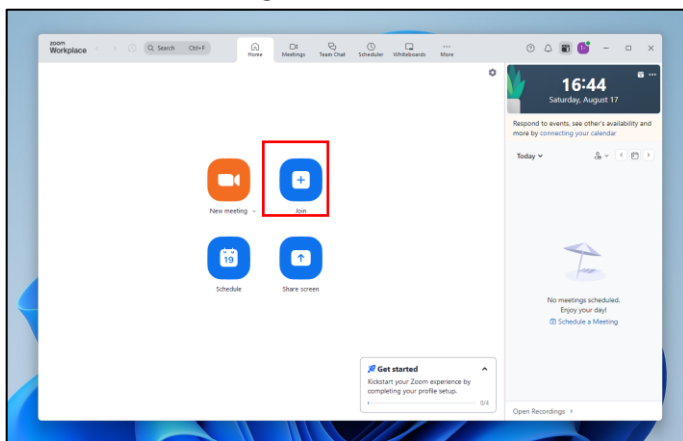 zoom
Workplace
Search Ctrl+F
Home
Meetings
Team Chat
Scheduler
Whiteboards
More
16:44
Saturday, August 17
Respond to events, see other's availability and
more by connecting your calendar
Today
New meeting
Join
19
Schedule
Share screen
No meetings scheduled.
Enjoy your day!
Schedule a Meeting
Get started
Kickstart your Zoom experience by
completing your profile setup.
0/4
Open Recordings